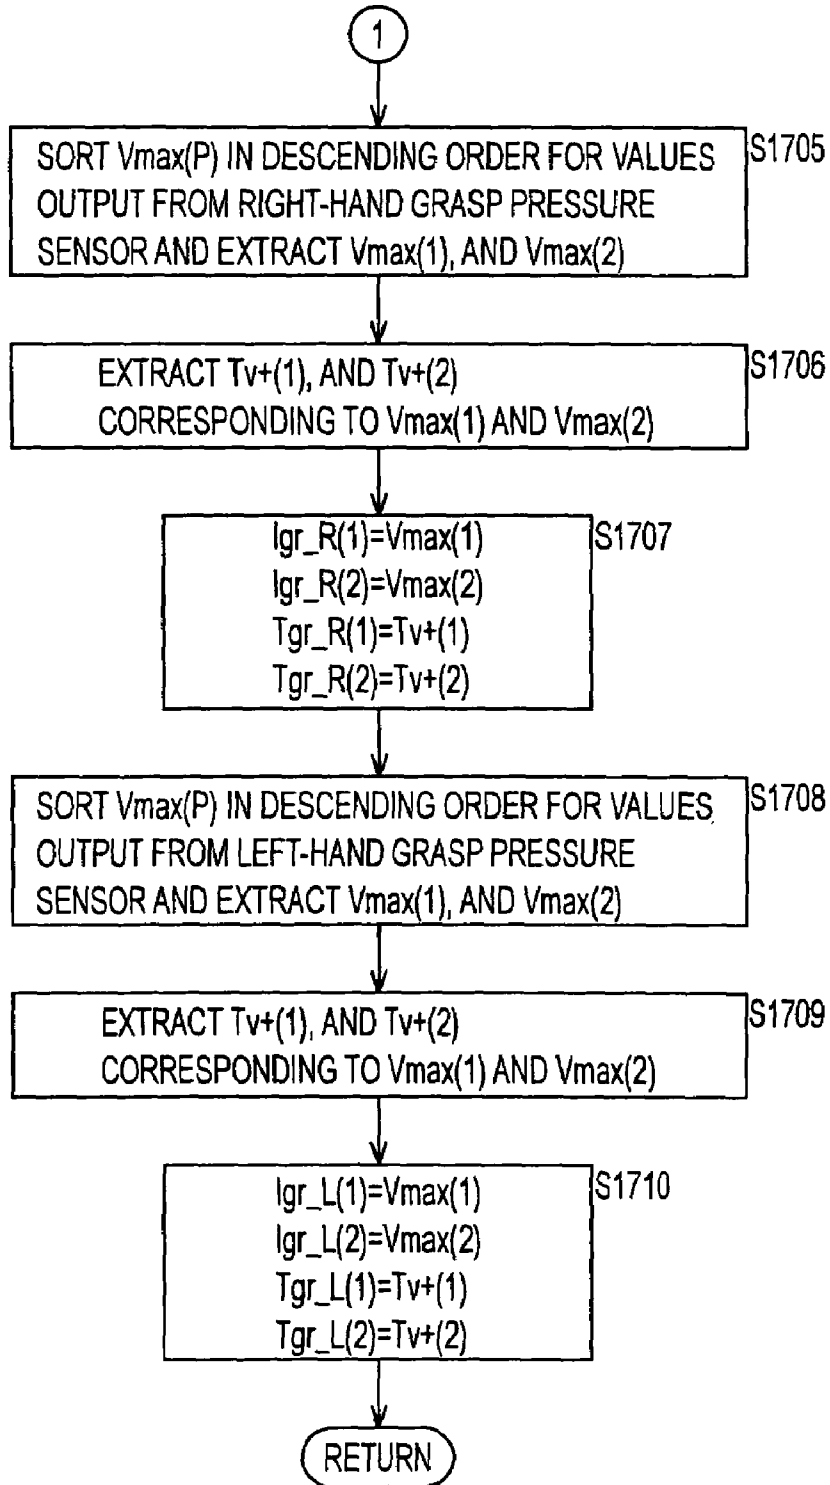 1
SORT Vmax(P) IN DESCENDING ORDER FOR VALUES
OUTPUT FROM RIGHT-HAND GRASP PRESSURE
SENSOR AND EXTRACT Vmax(1), AND Vmax(2)
S1705
EXTRACT Tv+(1), AND Tv+(2)
CORRESPONDING TO Vmax(1) AND Vmax(2)
S1706
Igr_R(1)=Vmax(1)
Igr_R(2)=Vmax(2)
Tgr_R(1)=Tv+(1)
Tgr_R(2)=Tv+(2)
S1707
SORT Vmax(P) IN DESCENDING ORDER FOR VALUES
OUTPUT FROM LEFT-HAND GRASP PRESSURE
SENSOR AND EXTRACT Vmax(1), AND Vmax(2)
S1708
EXTRACT Tv+(1), AND Tv+(2)
CORRESPONDING TO Vmax(1) AND Vmax(2)
S1709
Igr_L(1)=Vmax(1)
Igr_L(2)=Vmax(2)
Tgr_L(1)=Tv+(1)
Tgr_L(2)=Tv+(2)
S1710
RETURN